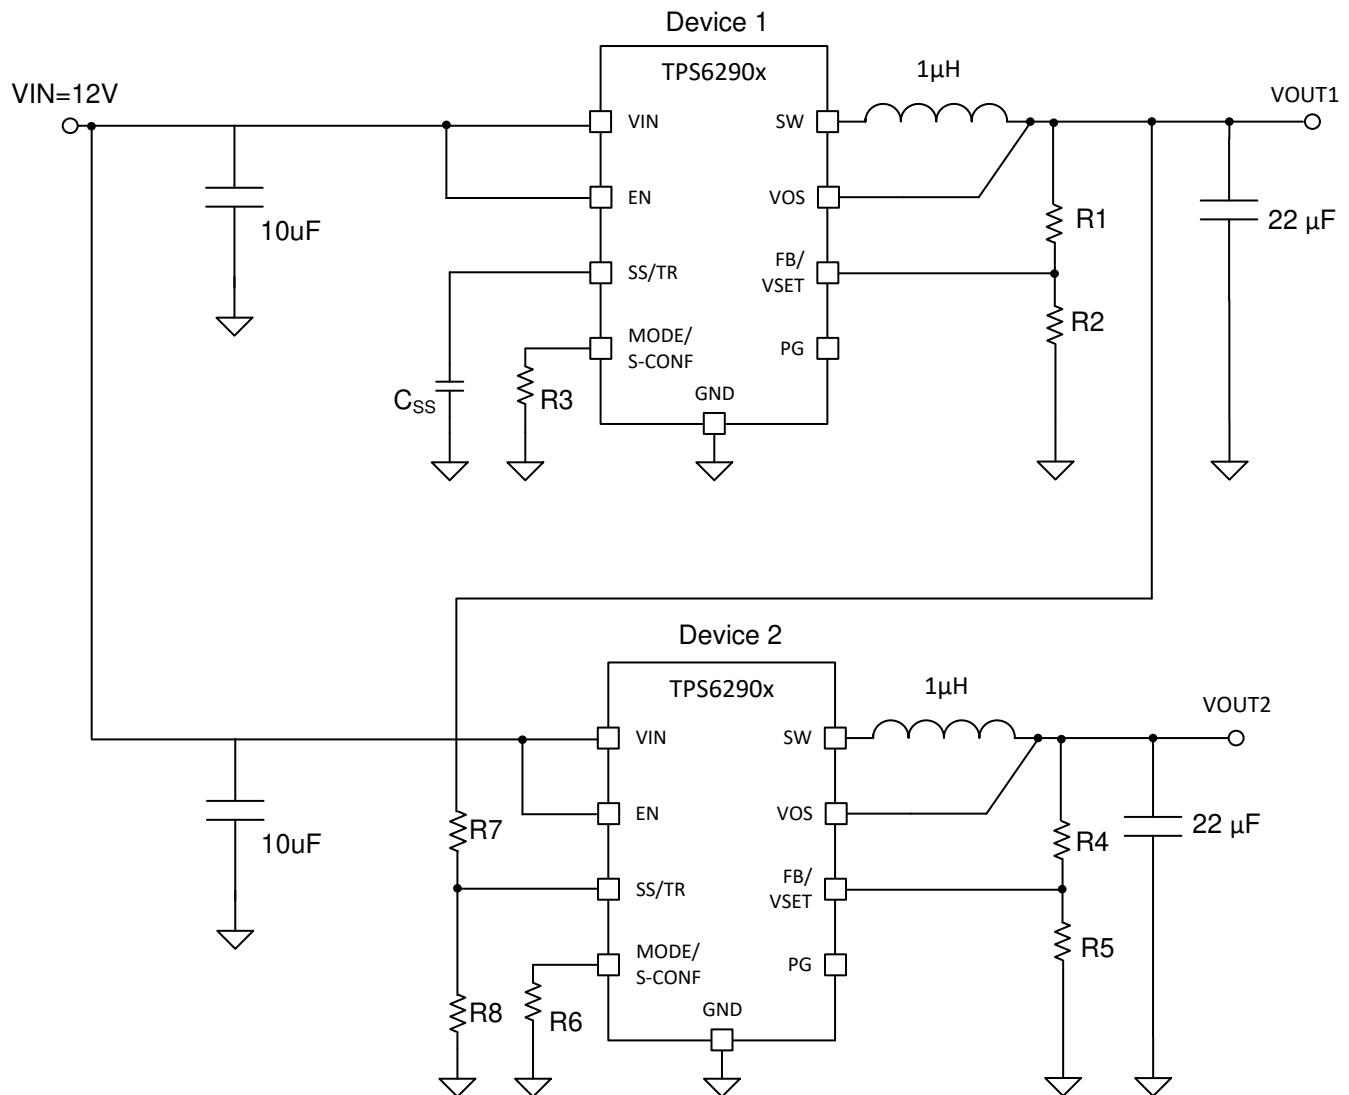 Device 1
TPS6290x
1µH
VIN=12V
VOUT1
VIN
SW
EN
VOS
10uF
R1
22 µF
SS/TR
FB/
VSET
R2
MODE/
S-CONF
PG
CSS
R3
GND
Device 2
TPS6290x
1µH
VOUT2
VIN
SW
EN
VOS
10uF
R7
R4
22 µF
SS/TR
FB/
VSET
R5
MODE/
S-CONF
PG
R8
R6
GND